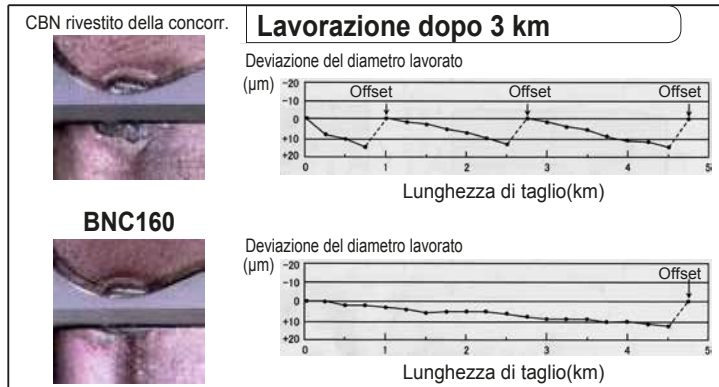 CBN rivestito della concorr.
Lavorazione dopo 3 km
Deviazione del diametro lavorato
(µm)
-20
-10
0
+10
+20
Offset
Offset
Offset
0
1
2
3
4
5
Lunghezza di taglio(km)
BNC160
Deviazione del diametro lavorato
(µm)
-20
-10
0
+10
+20
Offset
0
1
2
3
4
5
Lunghezza di taglio(km)